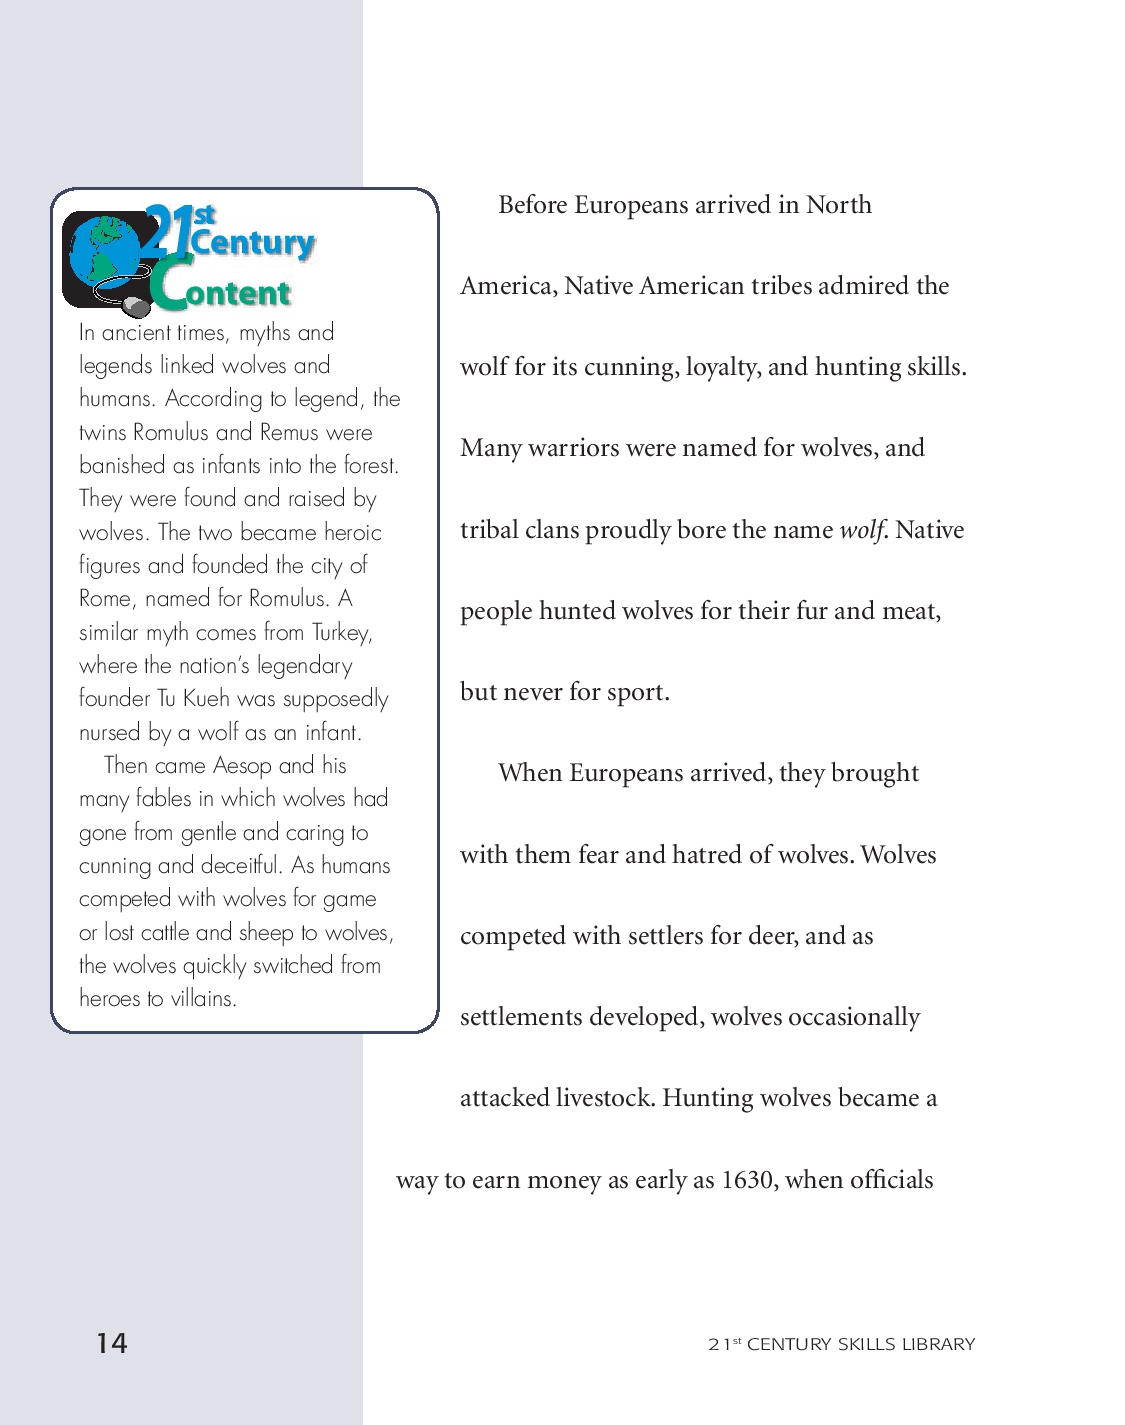 21st
Century
Content
In ancient times, myths and
legends linked wolves and
humans. According to legend, the
twins Romulus and Remus were
banished as infants into the forest.
They were found and raised by
wolves. The two became heroic
figures and founded the city of
Rome, named for Romulus. A
similar myth comes from Turkey,
where the nation's legendary
founder Tu Kueh was supposedly
nursed by a wolf as an infant.
Then came Aesop and his
many fables in which wolves had
gone from gentle and caring to
cunning and deceitful. As humans
competed with wolves for game
or lost cattle and sheep to wolves,
the wolves quickly switched from
heroes to villains.
Before Europeans arrived in North
America, Native American tribes admired the
wolf for its cunning, loyalty, and hunting skills.
Many warriors were named for wolves, and
tribal clans proudly bore the name wolf. Native
people hunted wolves for their fur and meat,
but never for sport.
When Europeans arrived, they brought
with them fear and hatred of wolves. Wolves
competed with settlers for deer, and as
settlements developed, wolves occasionally
attacked livestock. Hunting wolves became a
way to earn money as early as 1630, when officials
14
21st CENTURY SKILLS LIBRARY